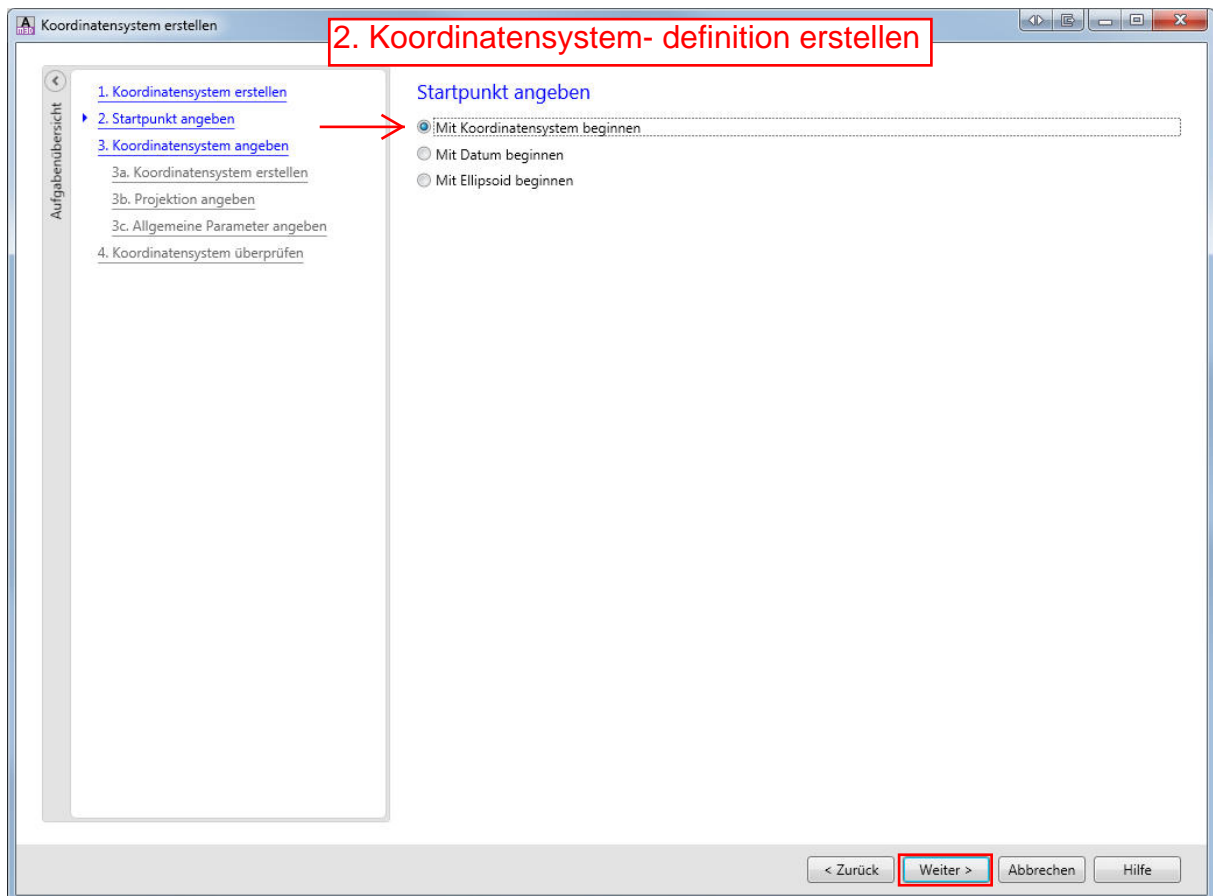 Koordinatensystem erstellen
2. Koordinatensystem- definition erstellen
Aufgabenübersicht
1. Koordinatensystem erstellen
2. Startpunkt angeben
3. Koordinatensystem angeben
3a. Koordinatensystem erstellen
3b. Projektion angeben
3c. Allgemeine Parameter angeben
4. Koordinatensystem überprüfen
Startpunkt angeben
Mit Koordinatensystem beginnen
Mit Datum beginnen
Mit Ellipsoid beginnen
< Zurück
Weiter >
Abbrechen
Hilfe